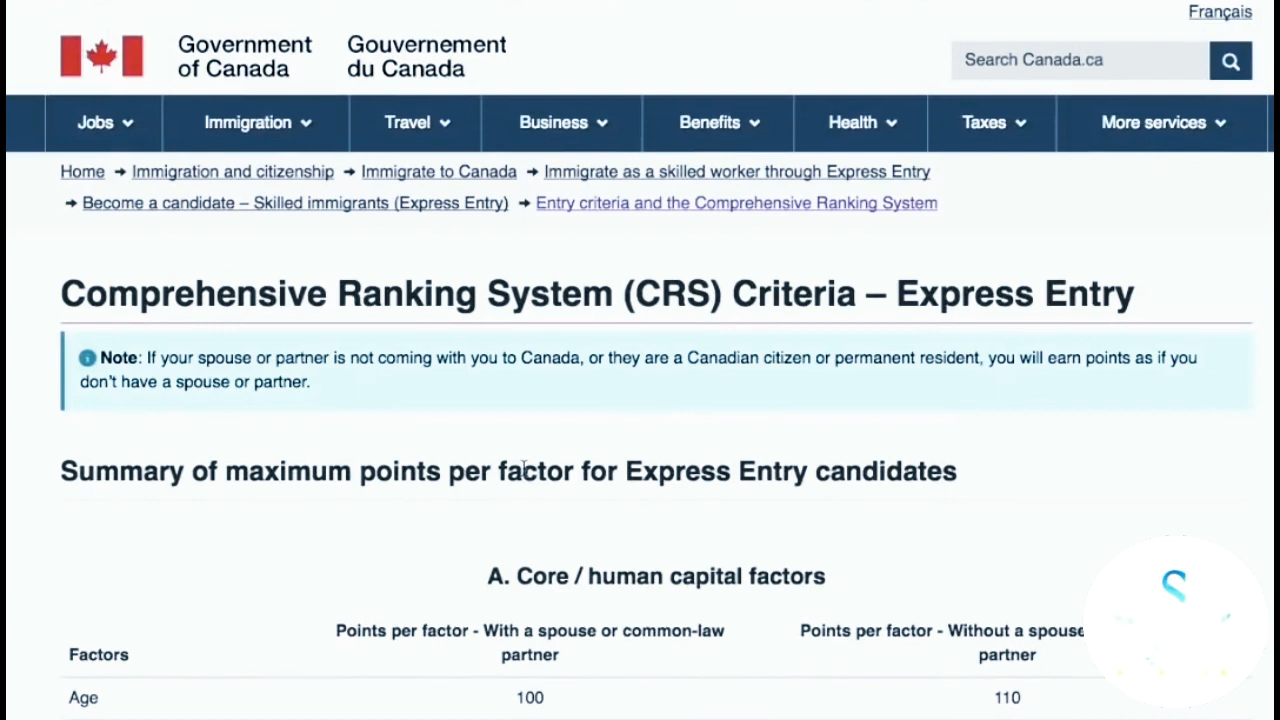 Français
Government of Canada
Gouvernement du Canada
Search Canada.ca
Jobs Immigration Travel Business Benefits Health Taxes More services
Home → Immigration and citizenship → Immigrate to Canada → Immigrate as a skilled worker through Express Entry
→ Become a candidate – Skilled immigrants (Express Entry) → Entry criteria and the Comprehensive Ranking System
Comprehensive Ranking System (CRS) Criteria – Express Entry
Note: If your spouse or partner is not coming with you to Canada, or they are a Canadian citizen or permanent resident, you will earn points as if you
don't have a spouse or partner.
Summary of maximum points per factor for Express Entry candidates
A. Core / human capital factors
Factors
Points per factor - With a spouse or common-law partner
Points per factor - Without a spouse partner
Age 100 110
S